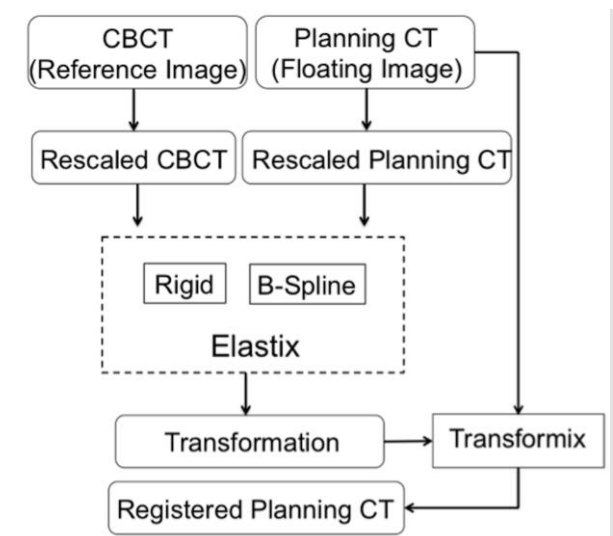 CBCT
(Reference Image)
Planning CT
(Floating Image)
Rescaled CBCT
Rescaled Planning CT
Rigid
B-Spline
Elastix
Transformation
Transformix
Registered Planning CT